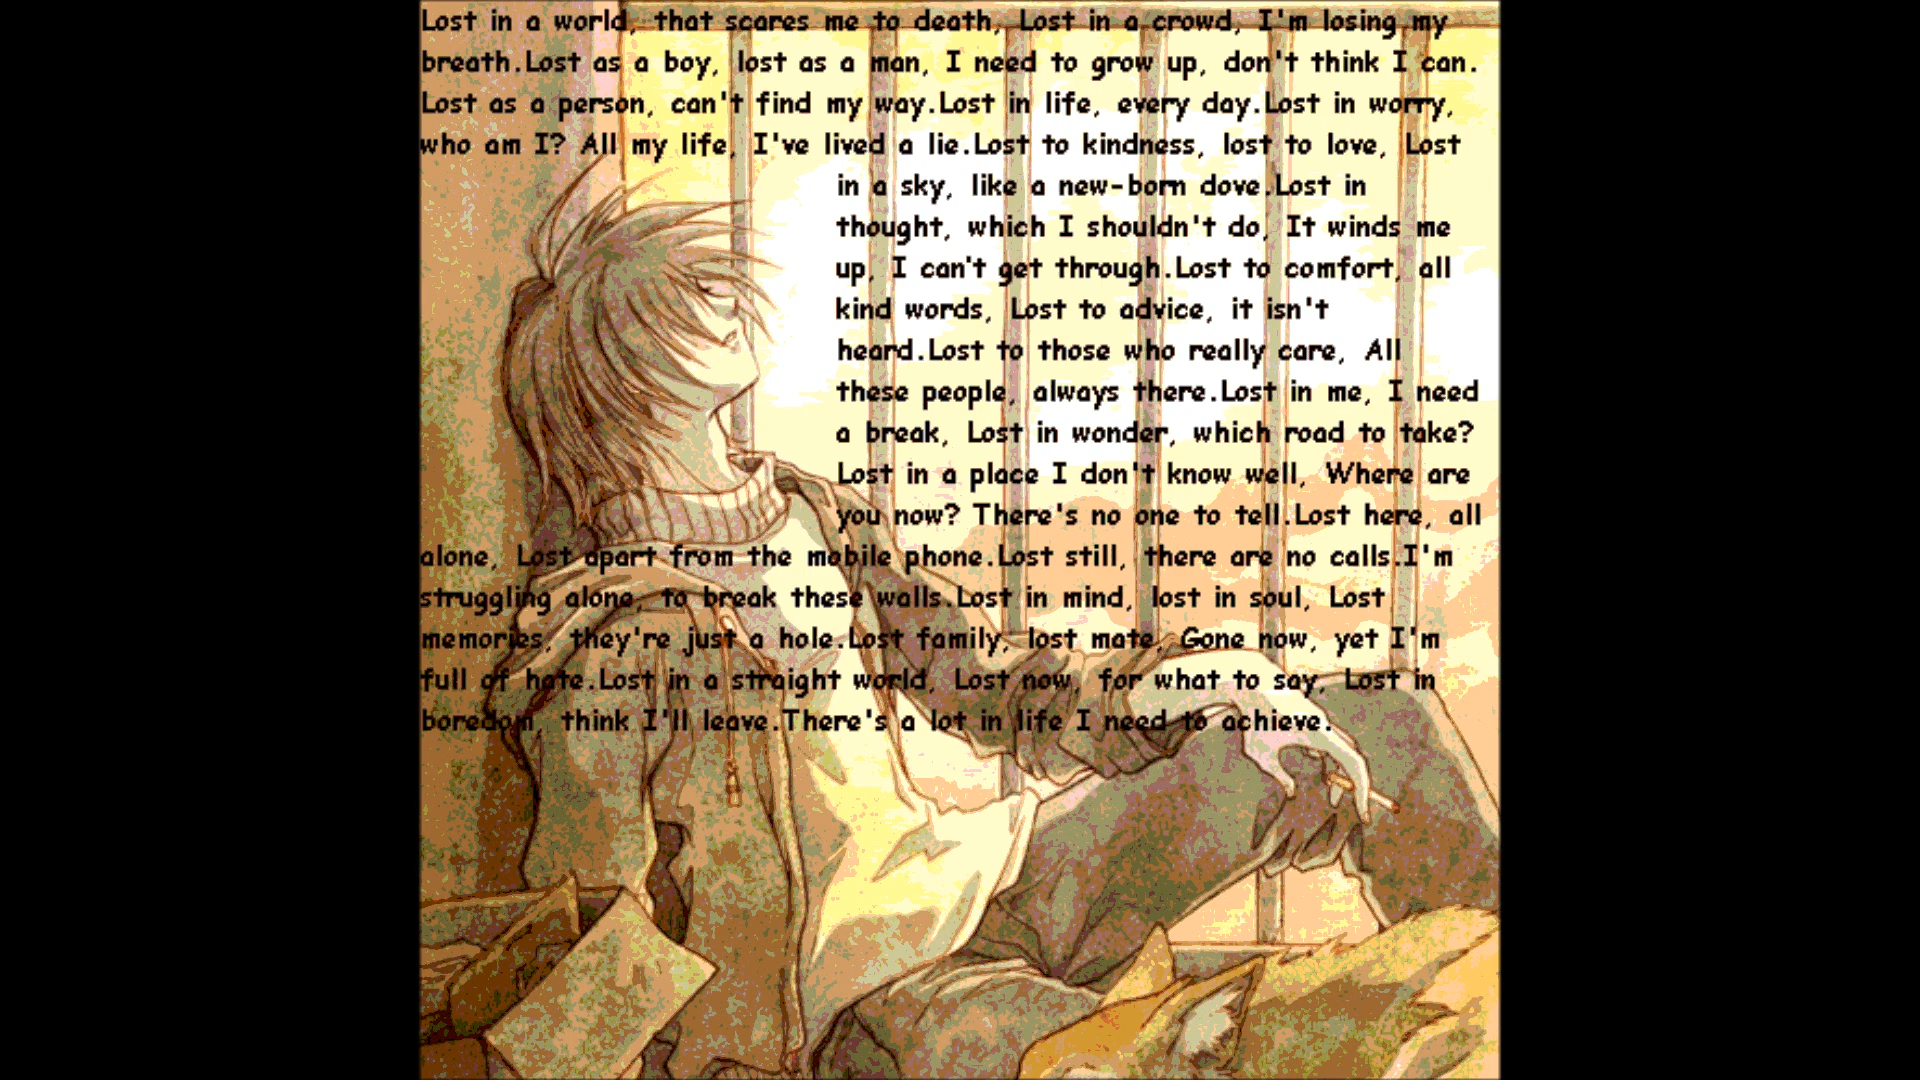 Lost in a world, that scares me to death, Lost in a crowd, I'm losing my
breath.Lost as a boy, lost as a man, I need to grow up, don't think I can.
Lost as a person, can't find my way.Lost in life, every day.Lost in worry,
who am I? All my life, I've lived a lie.Lost to kindness, lost to love, Lost
in a sky, like a new-born dove.Lost in
thought, which I shouldn't do, It winds me
up, I can't get through.Lost to comfort, all
kind words, Lost to advice, it isn't
heard.Lost to those who really care, All
these people, always there.Lost in me, I need
a break, Lost in wonder, which road to take?
Lost in a place I don't know well, Where are
you now? There's no one to tell.Lost here, all
alone, Lost apart from the mobile phone.Lost still, there are no calls.I'm
struggling alone, to break these walls.Lost in mind, lost in soul, Lost
memories, they're just a hole.Lost family, lost mate, Gone now, yet I'm
full of hate.Lost in a straight world, Lost now, for what to say, Lost in
boredom, think I'll leave.There's a lot in life I need to achieve.